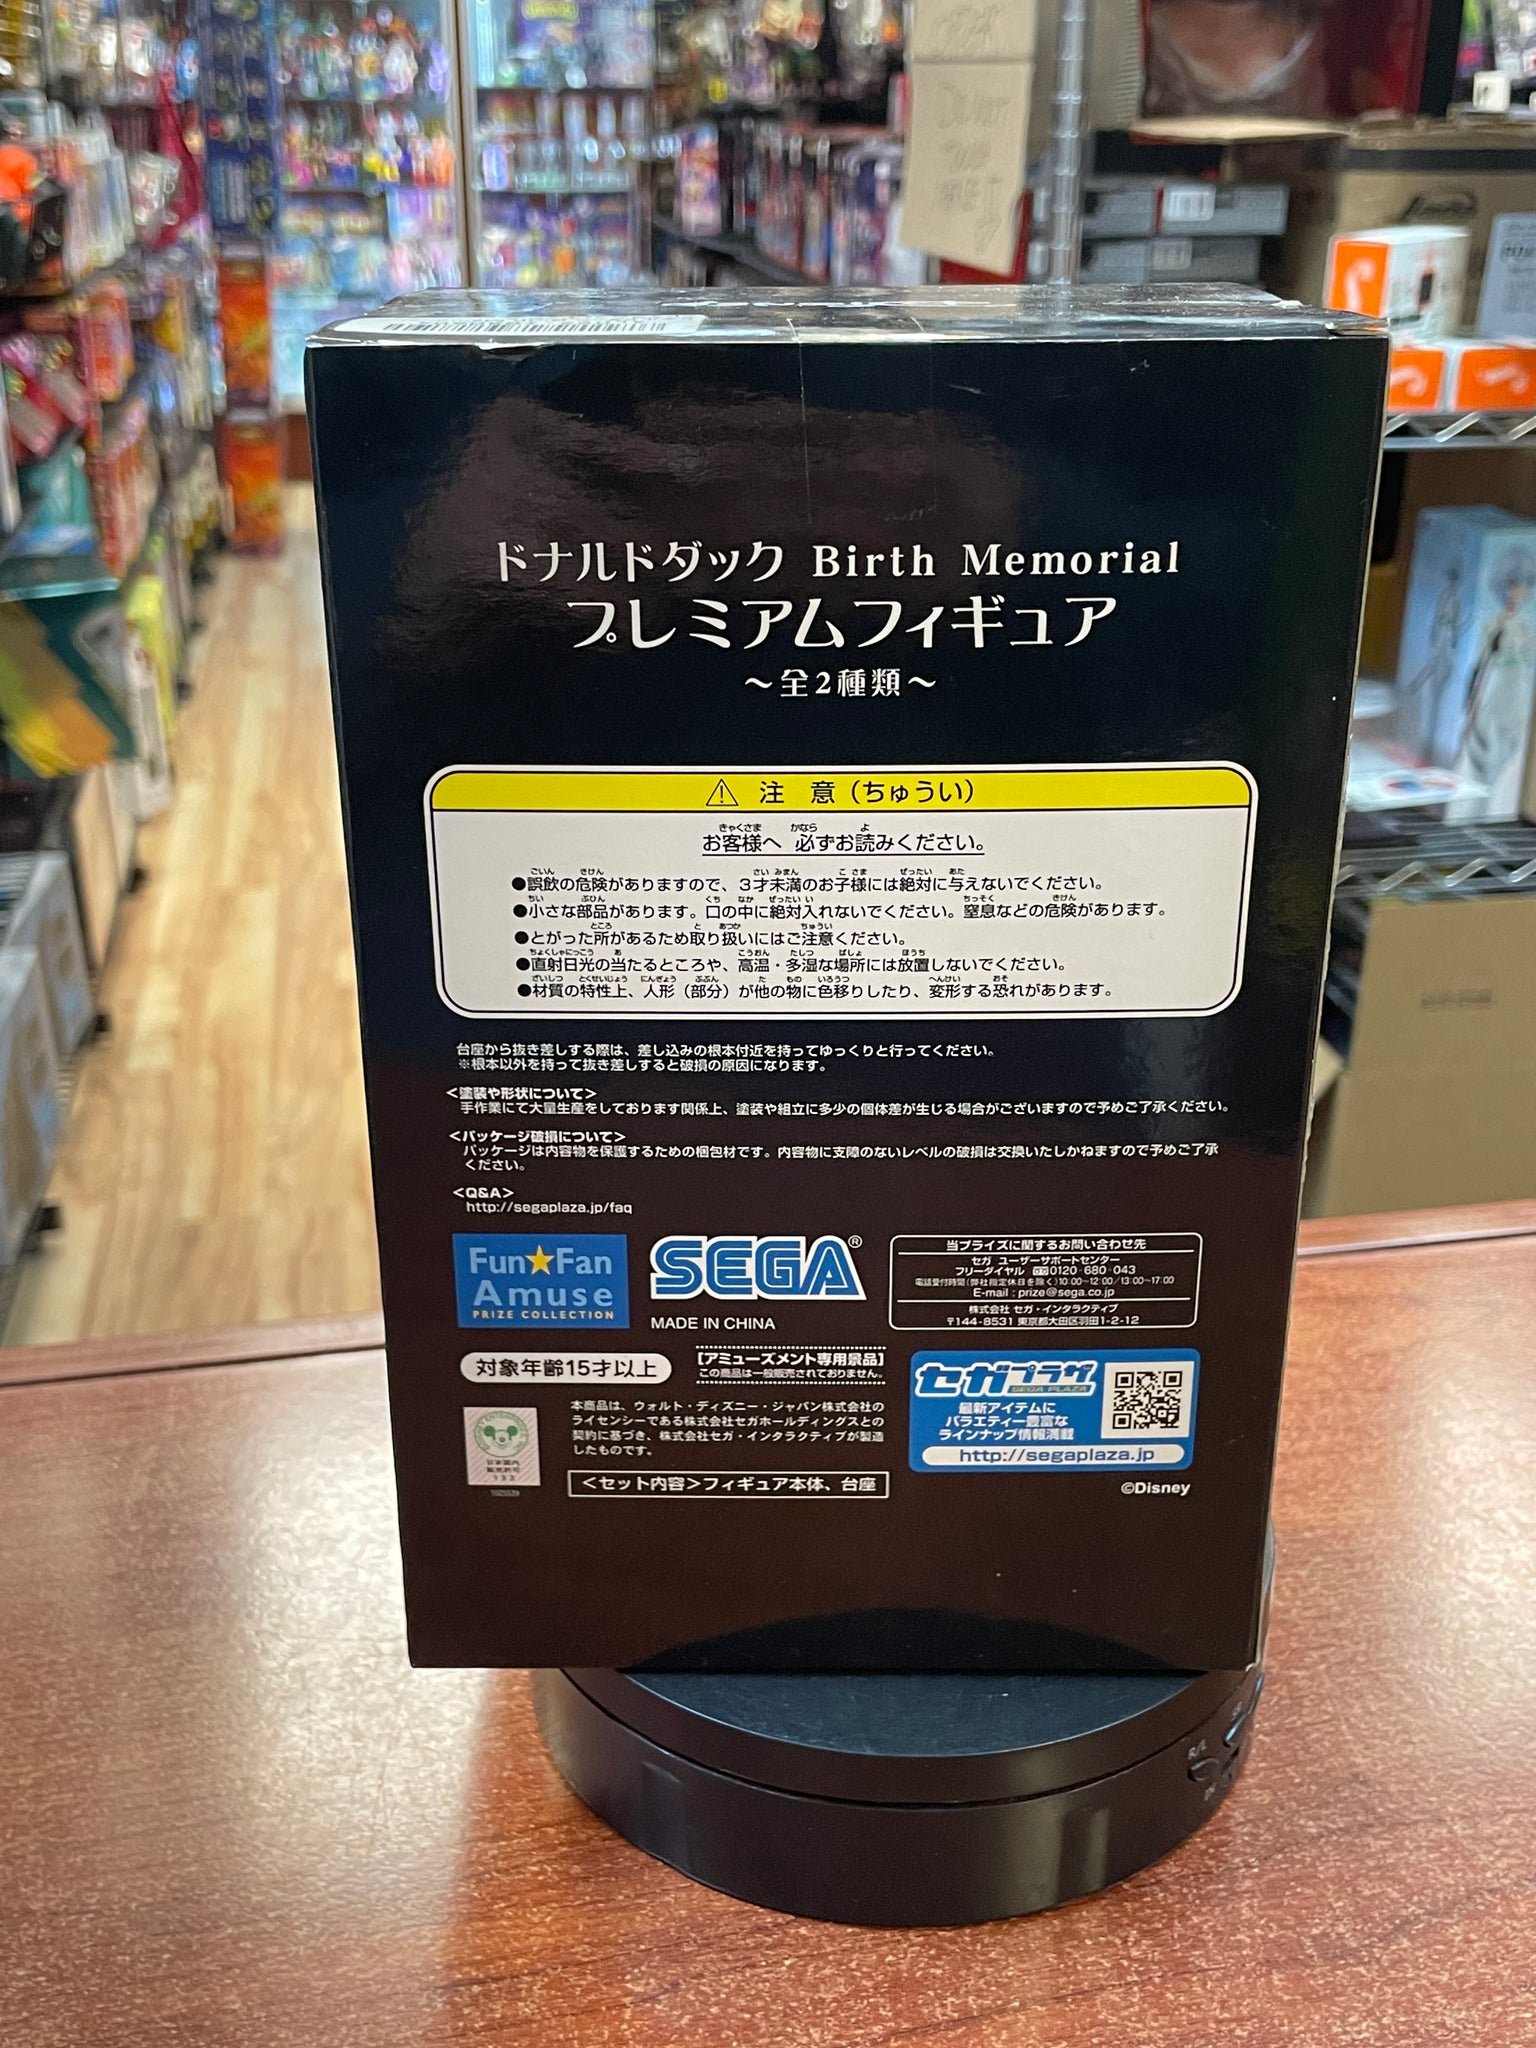 ドナルドダック Birth Memorial
プレミアムフィギュア
～全2種類～
⚠ 注 意（ちゅうい）
お客様へ 必ずお読みください。
●誤飲の危険がありますので、3才未満のお子様には絶対に与えないでください。
●小さな部品があります。口の中に絶対入れないでください。窒息などの危険があります。
●とがった所があるため取り扱いにはご注意ください。
●直射日光の当たるところや、高温・多湿な場所には放置しないでください。
●材質の特性上、人形（部分）が他の物に色移りしたり、変形する恐れがあります。
台座から抜き差しする際は、差し込みの根本付近を持ってゆっくりと行ってください。
※根本以外を持って抜き差しすると破損の原因になります。
＜塗装や形状について＞
手作業にて大量生産をしております関係上、塗装や組立に多少の個体差が生じる場合がございますので予めご了承ください。
＜パッケージ破損について＞
パッケージは内容物を保護するための梱包材です。内容物に支障のないレベルの破損は交換いたしかねますので予めご了承
ください。
＜Q&A＞
http://segaplaza.jp/faq
Fun★Fan
Amuse
PRIZE COLLECTION
SEGA®
MADE IN CHINA
当プライズに関するお問い合わせ先
セガ ユーザーサポートセンター
フリーダイヤル 0120-680-043
電話受付時間（弊社指定休日を除く）10:00～12:00／13:00～17:00
E-mail : prize@sega.co.jp
株式会社 セガ・インタラクティブ
〒144-8531 東京都大田区羽田1-2-12
対象年齢15才以上
【アミューズメント専用景品】
この商品は一般販売されておりません。
本商品は、ウォルト・ディズニー・ジャパン株式会社の
ライセンシーである株式会社セガホールディングスとの
契約に基づき、株式会社セガ・インタラクティブが製造
したものです。
＜セット内容＞フィギュア本体、台座
セガプラザ
SEGA PLAZA
最新アイテムに
バラエティー豊富な
ラインナップ情報満載
http://segaplaza.jp
©Disney
日本国内
販売許可
R/L